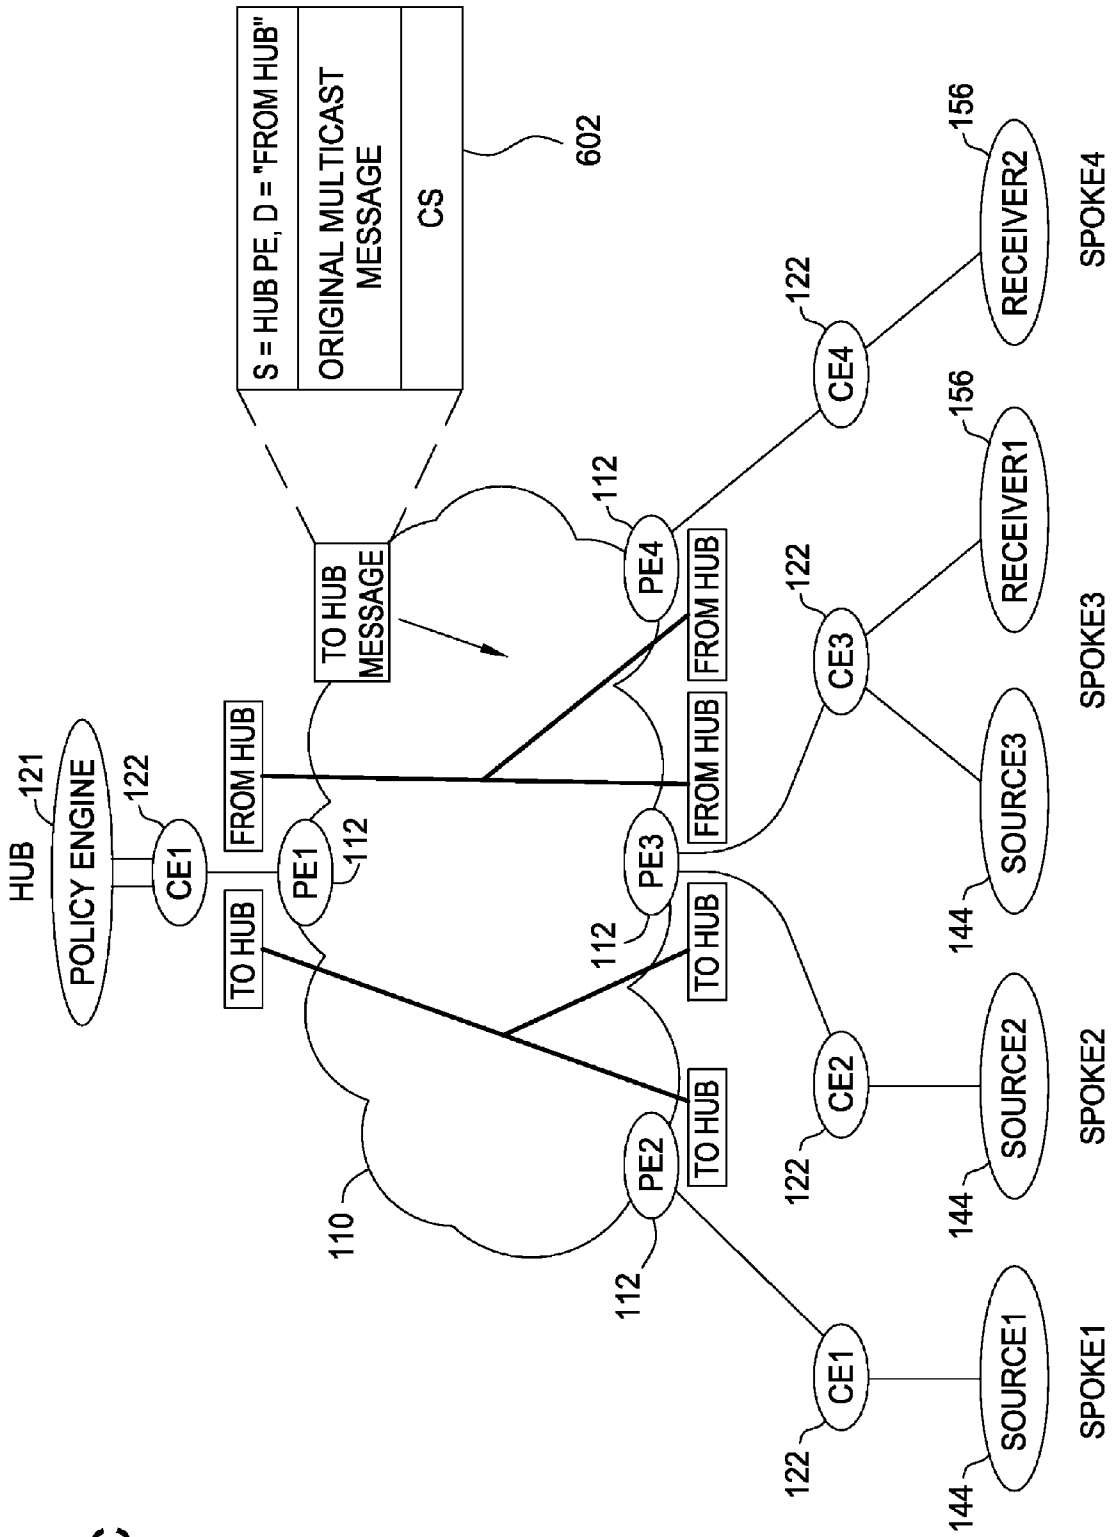 HUB
121
POLICY ENGINE
122
CE1
TO HUB
FROM HUB
PE1
112
TO HUB
MESSAGE
S = HUB PE, D = "FROM HUB"
ORIGINAL MULTICAST
MESSAGE
CS
602
110
112
PE2
TO HUB
112
PE3
TO HUB
FROM HUB
112
PE4
FROM HUB
122
CE1
122
CE2
122
CE3
122
CE4
144
SOURCE1
144
SOURCE2
144
SOURCE3
156
RECEIVER1
156
RECEIVER2
SPOKE1
SPOKE2
SPOKE3
SPOKE4